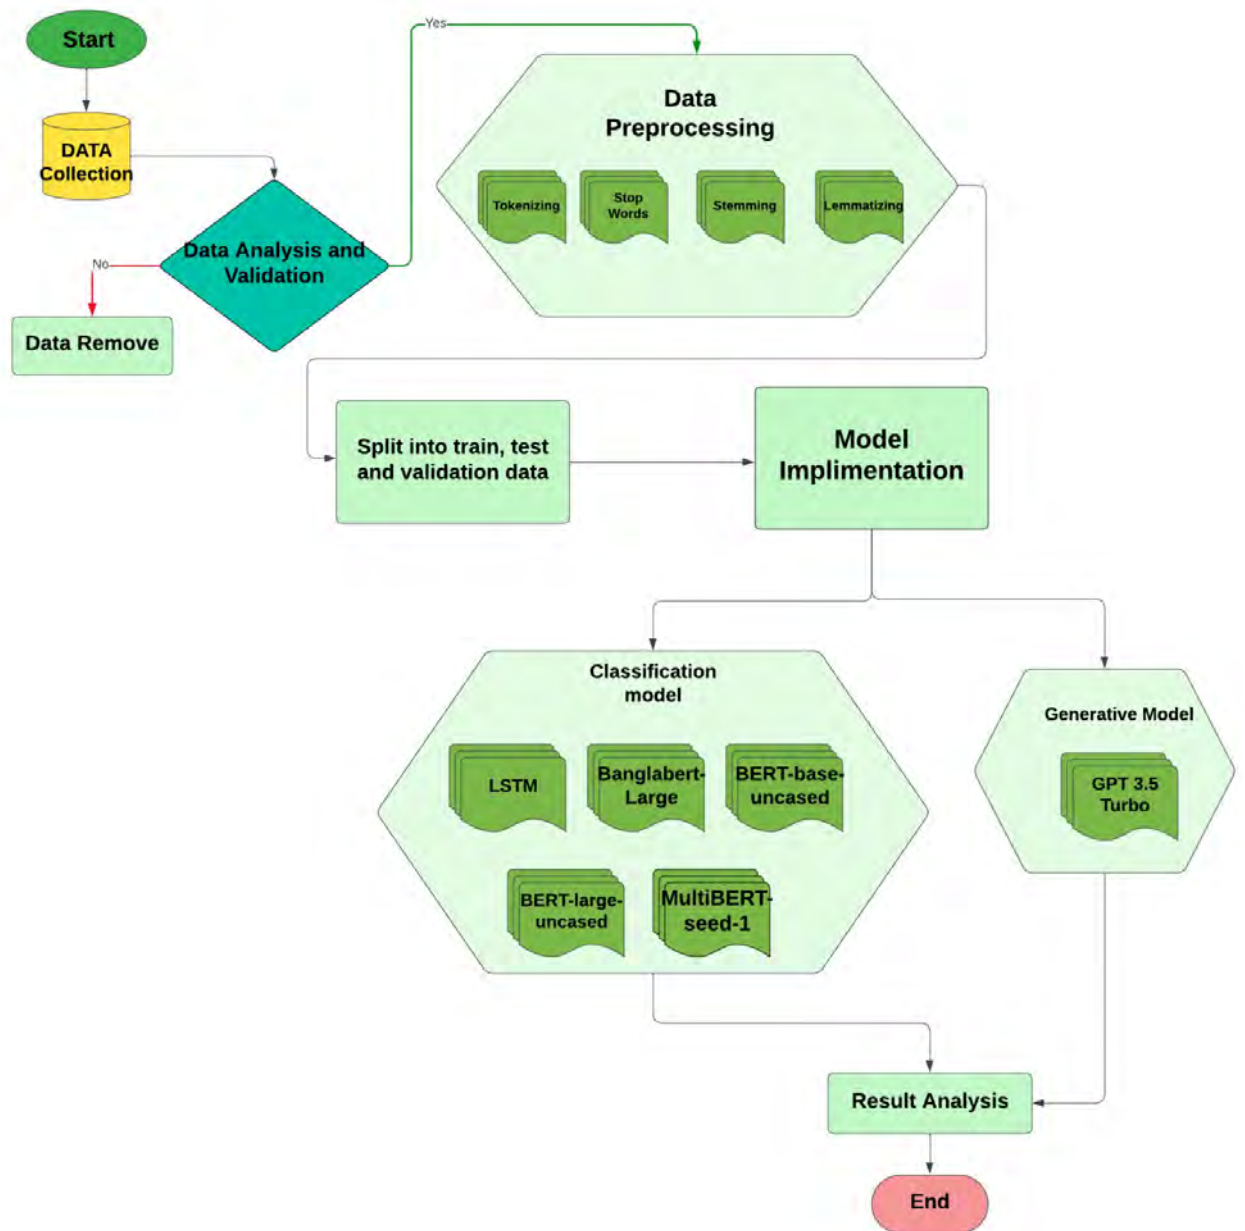 Start
Yes
DATA
Collection
Data
Preprocessing
Tokenizing
Stop
Words
Stemming
Lemmatizing
Data Analysis and
Validation
No
Data Remove
Split into train, test
and validation data
Model
Implimentation
Classification
model
LSTM
Banglabert-
Large
BERT-base-
uncased
BERT-large-
uncased
MultiBERT-
seed-1
Generative Model
GPT 3.5
Turbo
Result Analysis
End